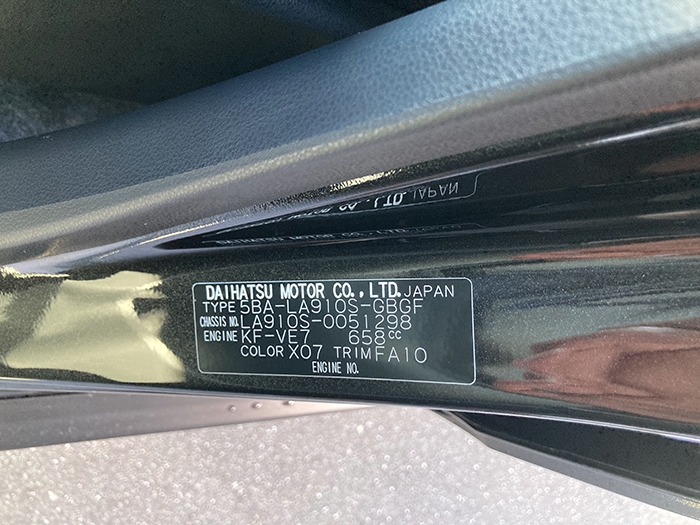 DAIHATSU MOTOR CO., LTD. JAPAN
TYPE 5BA-LA910S-GBGF
CHASSIS NO. LA910S-0051298
ENGINE KF-VE7 658cc
COLOR X07 TRIM FA10
ENGINE NO.